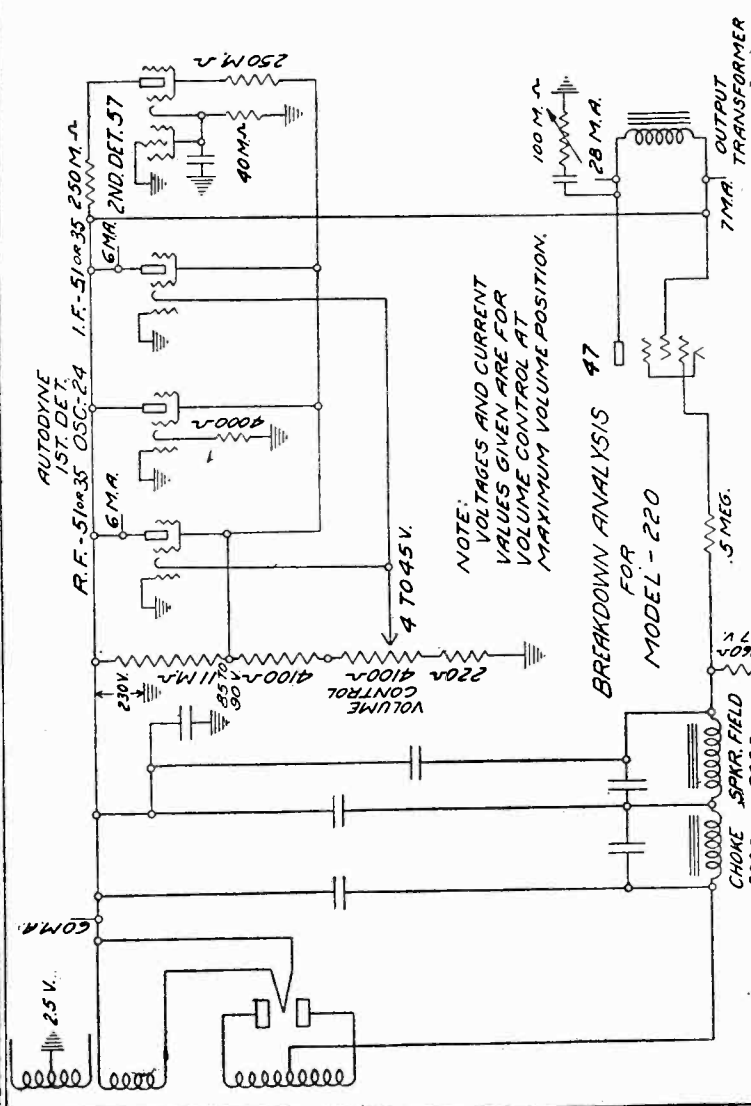 AUTODYNE
1ST. DET.
R.F.-51 OR 35 OSC-24 I.F.-51 OR 35 250 M.Ω
6 M.A.
6 M.A.
2ND. DET. 57
250 M.Ω
40 M.Ω
4000 Ω
2.5 V.
60 M.A.
230 V.
11 M Ω
85 TO
90 V.
4100 Ω
VOLUME
CONTROL
4100 Ω
220 Ω
4 TO 45 V.
NOTE:
VOLTAGES AND CURRENT
VALUES GIVEN ARE FOR
VOLUME CONTROL AT
MAXIMUM VOLUME POSITION.
BREAKDOWN ANALYSIS
FOR
MODEL - 220
47
100 M.Ω
28 M.A.
7 M.A.
OUTPUT
TRANSFORMER
.5 MEG.
CHOKE
SPKR. FIELD